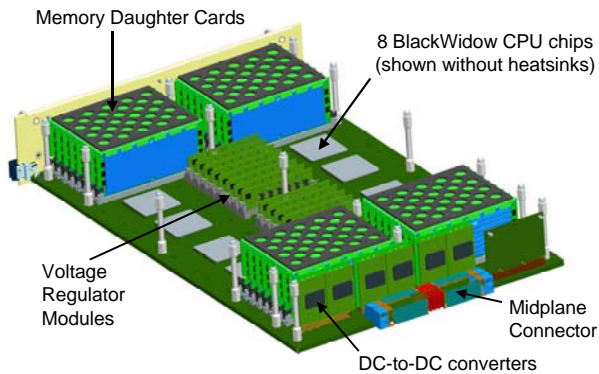 Memory Daughter Cards
8 BlackWidow CPU chips
(shown without heatsinks)
Voltage
Regulator
Modules
Midplane
Connector
DC-to-DC converters